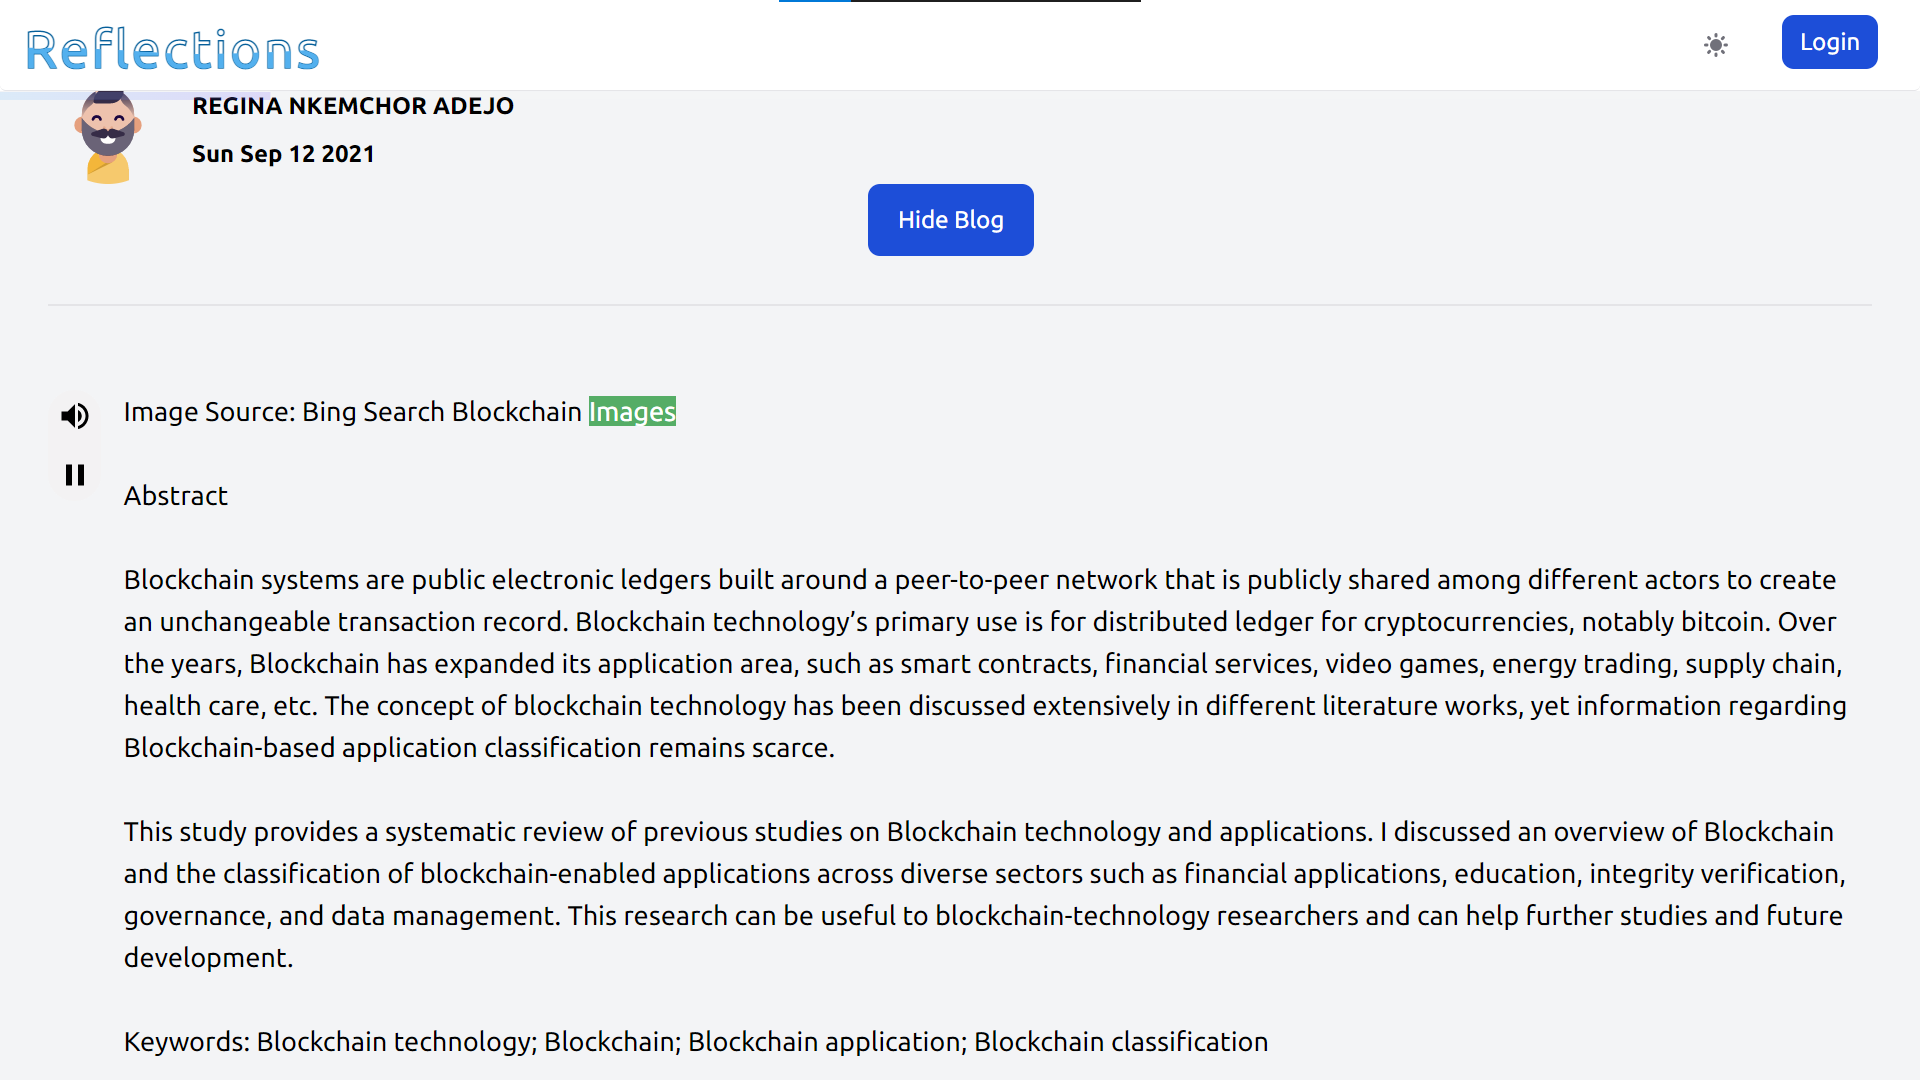 Reflections
Login
REGINA NKEMCHOR ADEJO
Sun Sep 12 2021
Hide Blog
Image Source: Bing Search Blockchain Images
Abstract
Blockchain systems are public electronic ledgers built around a peer-to-peer network that is publicly shared among different actors to create
an unchangeable transaction record. Blockchain technology’s primary use is for distributed ledger for cryptocurrencies, notably bitcoin. Over
the years, Blockchain has expanded its application area, such as smart contracts, financial services, video games, energy trading, supply chain,
health care, etc. The concept of blockchain technology has been discussed extensively in different literature works, yet information regarding
Blockchain-based application classification remains scarce.
This study provides a systematic review of previous studies on Blockchain technology and applications. I discussed an overview of Blockchain
and the classification of blockchain-enabled applications across diverse sectors such as financial applications, education, integrity verification,
governance, and data management. This research can be useful to blockchain-technology researchers and can help further studies and future
development.
Keywords: Blockchain technology; Blockchain; Blockchain application; Blockchain classification